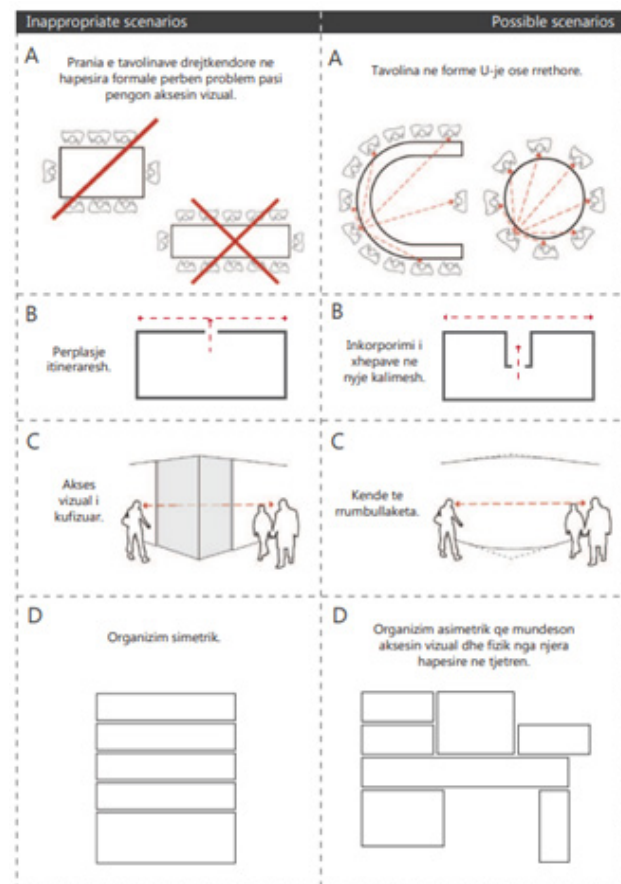 Inappropriate scenarios
Possible scenarios
A
Prania e tavolinave drejtkendore ne
hapesira formale perben problem pasi
pengon aksesin vizual.
A
Tavolina ne forme U-je ose rrethore.
B
Perplasje
itineraresh.
B
Inkorporimi i
xhepave ne
nyje kalimesh.
C
Akses
vizual i
kufizuar.
C
Kende te
rrumbullaketa.
D
Organizim simetrik.
D
Organizim asimetrik qe mundeson
aksesin vizual dhe fizik nga njera
hapesire ne tjetren.